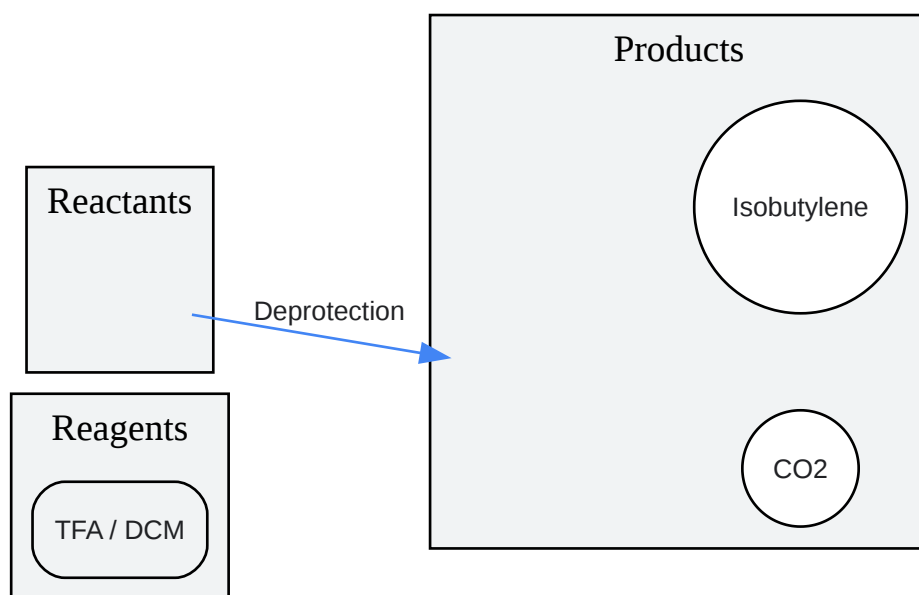 Products
Isobutylene
Reactants
Deprotection
Reagents
CO2
TFA / DCM